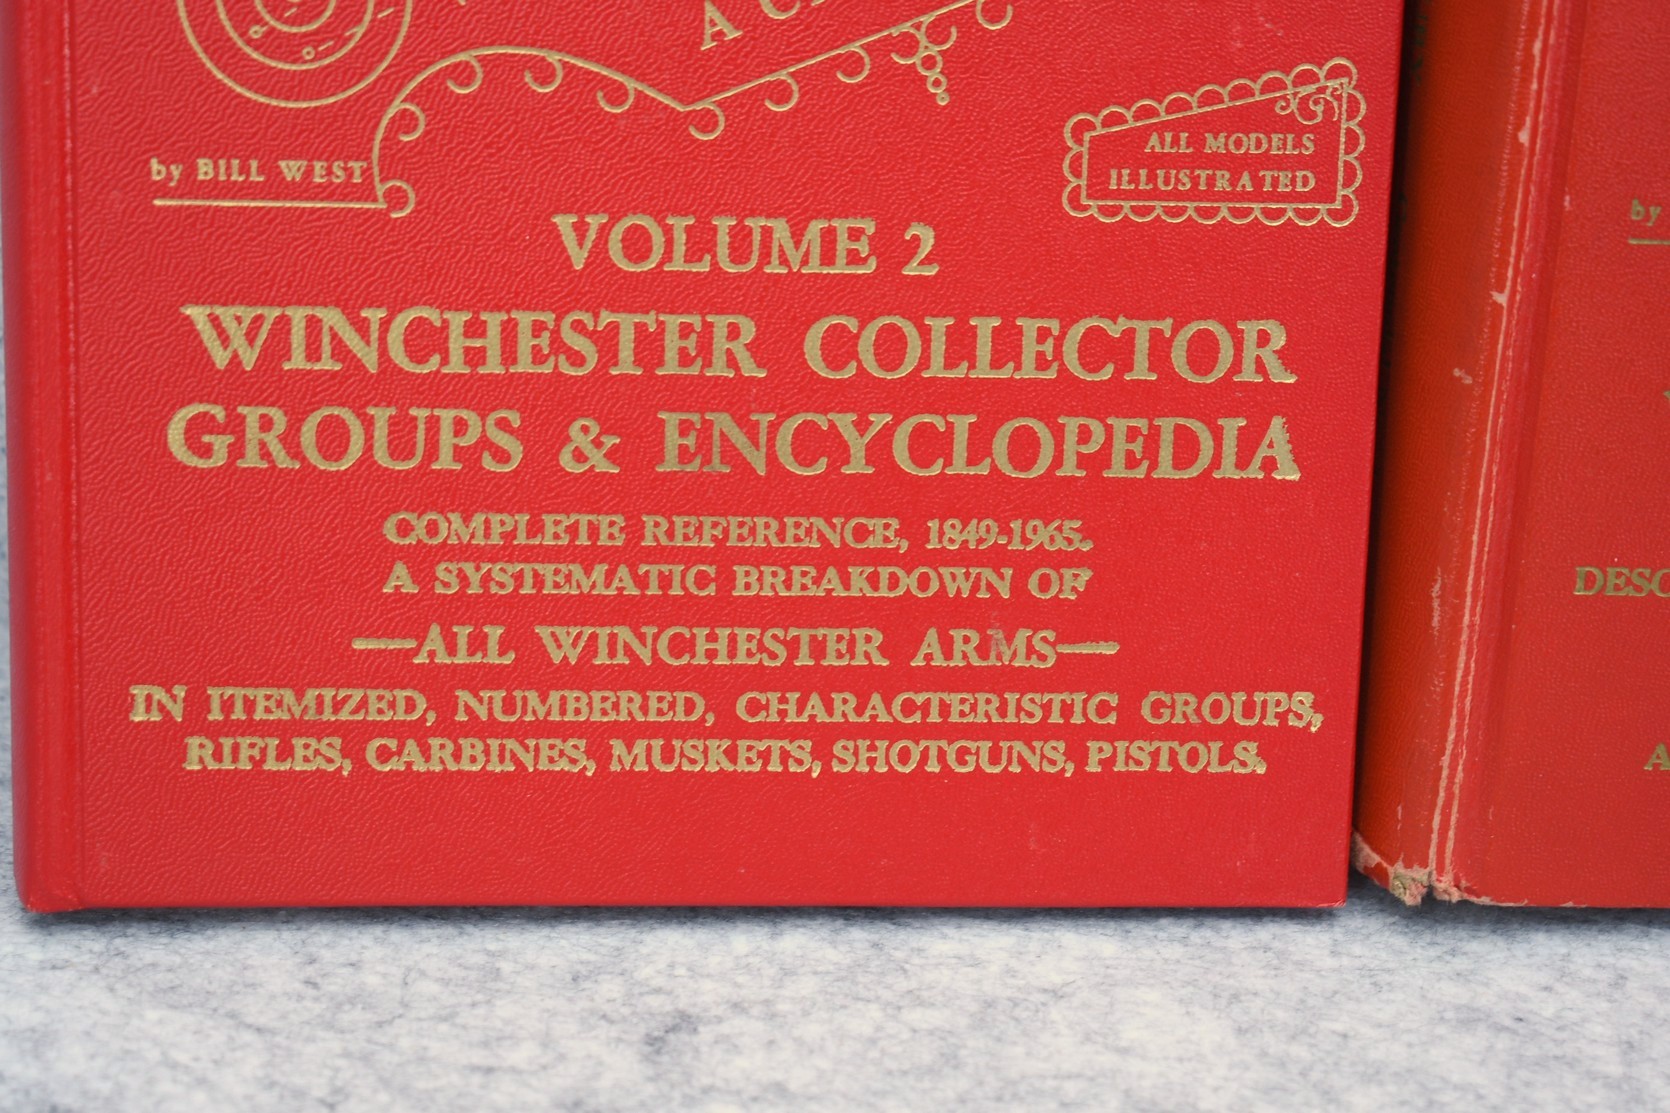 A
by BILL WEST
ALL MODELS
ILLUSTRATED
VOLUME 2
WINCHESTER COLLECTOR
GROUPS & ENCYCLOPEDIA
COMPLETE REFERENCE, 1849-1965.
A SYSTEMATIC BREAKDOWN OF
—ALL WINCHESTER ARMS—
IN ITEMIZED, NUMBERED, CHARACTERISTIC GROUPS,
RIFLES, CARBINES, MUSKETS, SHOTGUNS, PISTOLS.
by